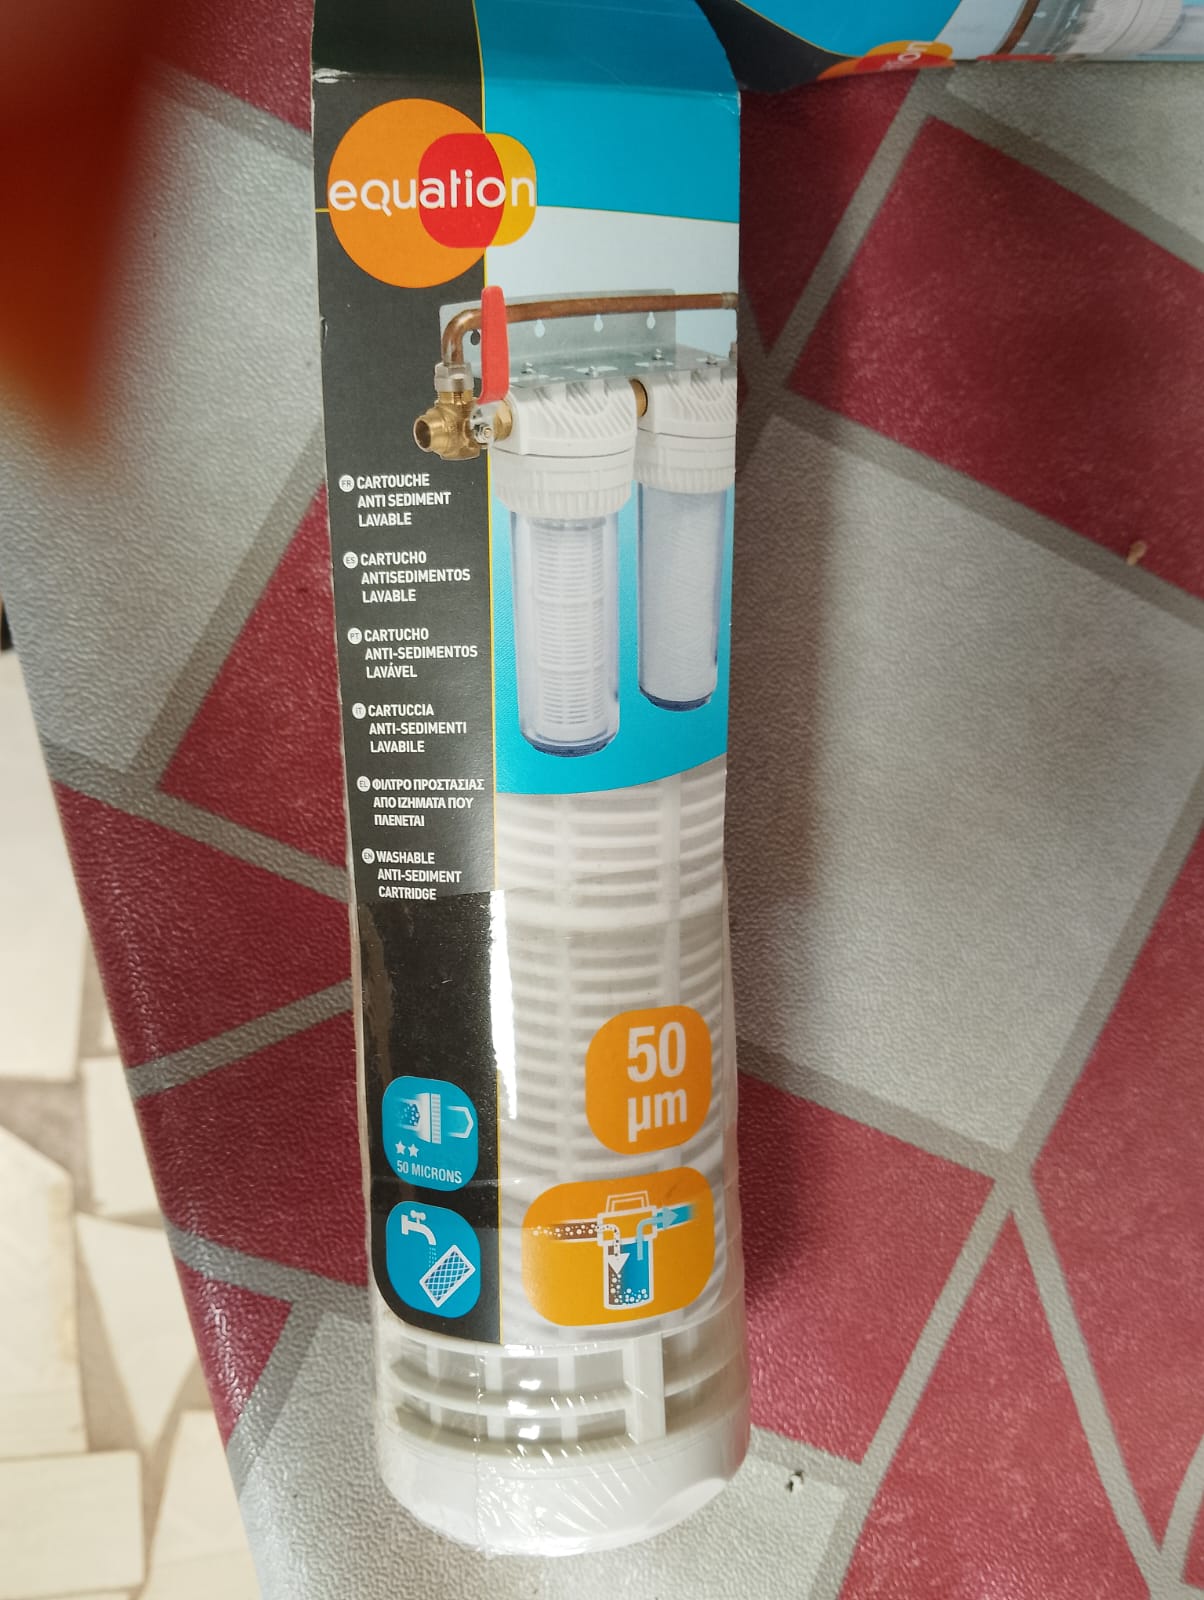 equation
FR CARTOUCHE
ANTI SEDIMENT
LAVABLE
ES CARTUCHO
ANTISEDIMENTOS
LAVABLE
PT CARTUCHO
ANTI-SEDIMENTOS
LAVÁVEL
IT CARTUCCIA
ANTI-SEDIMENTI
LAVABILE
EL ΦΙΛΤΡΟ ΠΡΟΣΤΑΣΙΑΣ
ΑΠΟ ΙΖΗΜΑΤΑ ΠΟΥ
ΠΛΕΝΕΤΑΙ
EN WASHABLE
ANTI-SEDIMENT
CARTRIDGE
50
µm
50 MICRONS